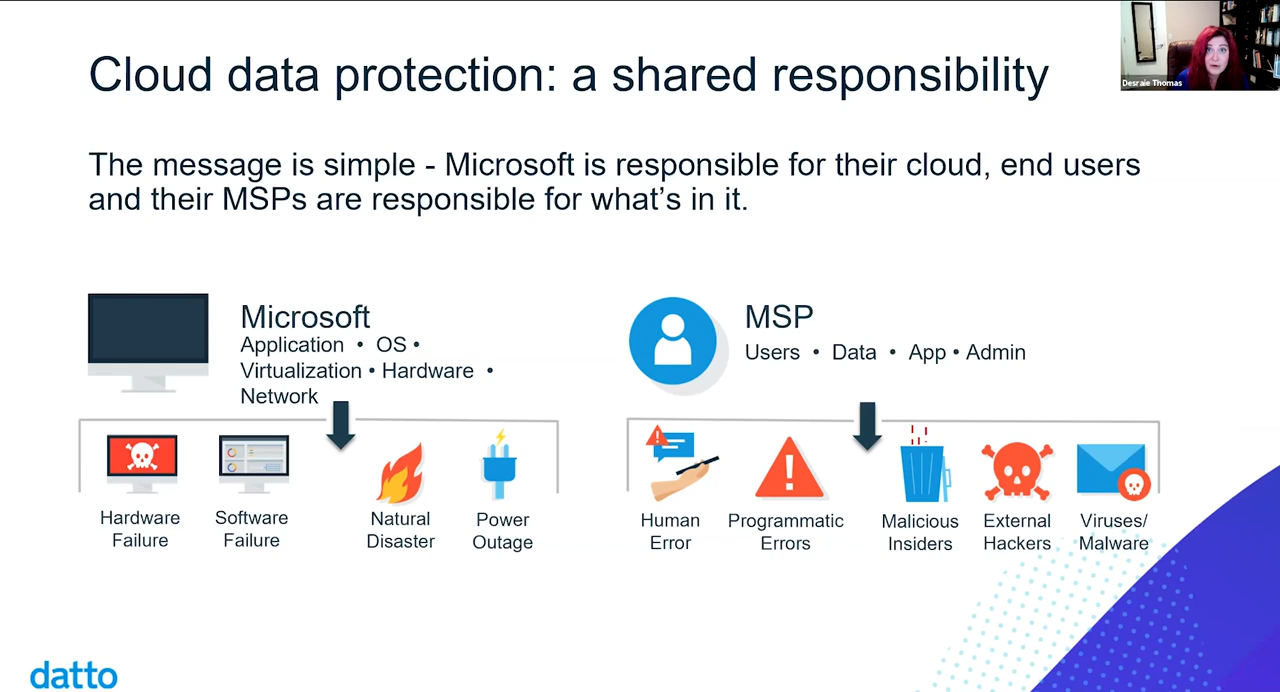 Cloud data protection: a shared responsibility
Desraie Thomas
The message is simple - Microsoft is responsible for their cloud, end users
and their MSPs are responsible for what's in it.
Microsoft
Application • OS •
Virtualization • Hardware •
Network
MSP
Users • Data • App • Admin
Hardware
Failure
Software
Failure
Natural
Disaster
Power
Outage
Human
Error
Programmatic
Errors
Malicious
Insiders
External
Hackers
Viruses/
Malware
datto